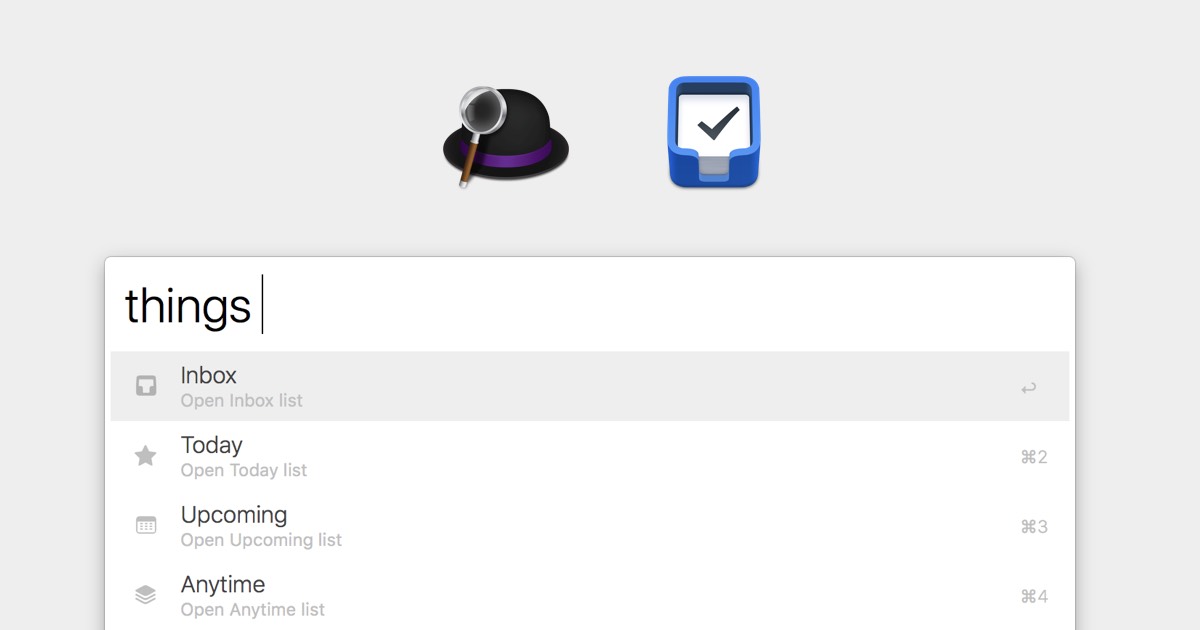 things
Inbox
Open Inbox list
↩
Today
Open Today list
⌘2
Upcoming
Open Upcoming list
⌘3
Anytime
Open Anytime list
⌘4